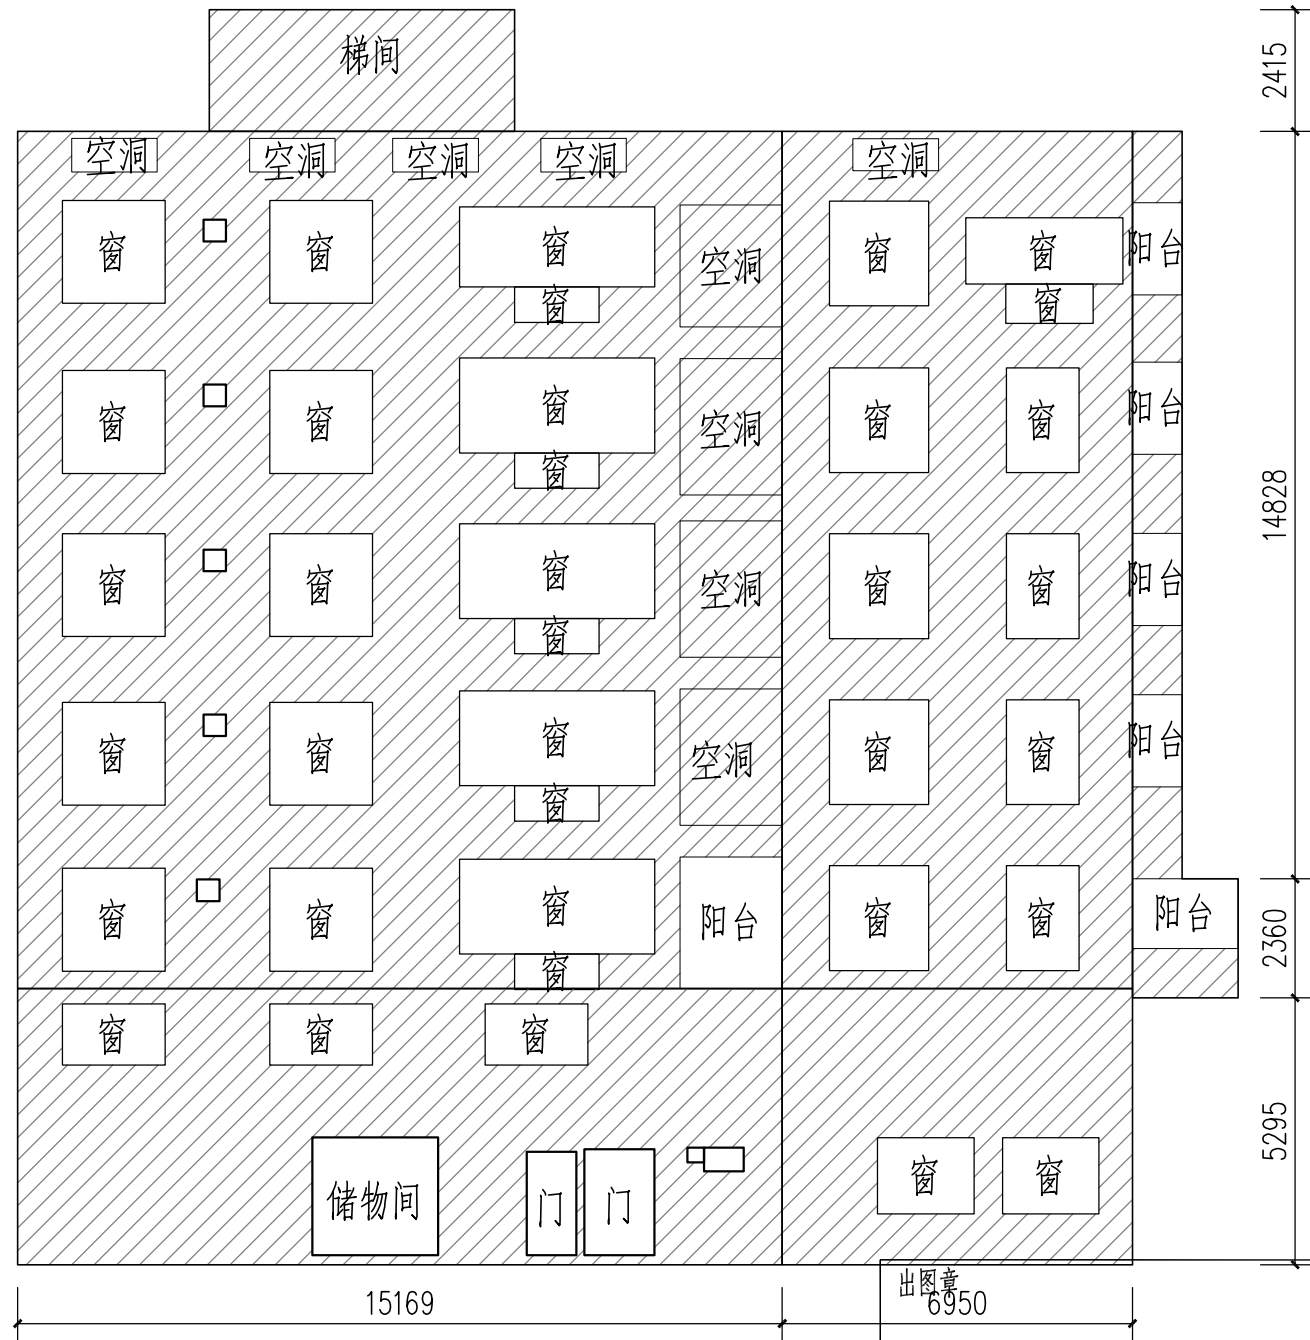 梯间
2415
空洞 空洞 空洞 空洞 空洞
窗 窗 窗 空洞 窗 窗 阳台
窗 窗
窗 窗 窗 空洞 窗 窗 阳台
窗
14828
窗 窗 窗 空洞 窗 窗 阳台
窗
窗 窗 窗 空洞 窗 窗 阳台
窗
窗 窗 窗 阳台 窗 窗 阳台
2360
窗
窗 窗 窗
5295
储物间 门 门 窗 窗
出图章
15169 6950